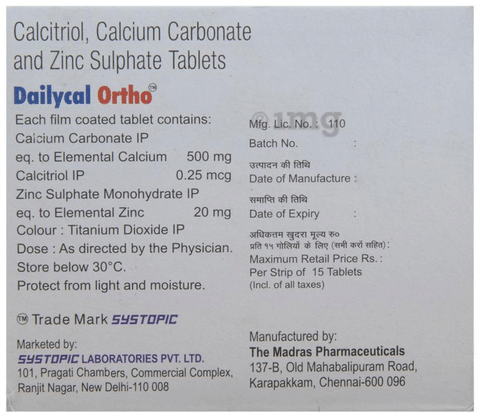 Calcitriol, Calcium Carbonate
and Zinc Sulphate Tablets
Dailycal Ortho™
Each film coated tablet contains:
Calcium Carbonate IP
eq. to Elemental Calcium 500 mg
Calcitriol IP 0.25 mcg
Zinc Sulphate Monohydrate IP
eq. to Elemental Zinc 20 mg
Colour : Titanium Dioxide IP
Dose : As directed by the Physician.
Store below 30°C.
Protect from light and moisture.
TM Trade Mark SYSTOPIC
Marketed by:
SYSTOPIC LABORATORIES PVT. LTD.
101, Pragati Chambers, Commercial Complex,
Ranjit Nagar, New Delhi-110 008
1mg
Mfg. Lic. No. : 110
Batch No. :
उत्पादन की तिथि
Date of Manufacture :
समाप्ति की तिथि
Date of Expiry :
अधिकतम खुदरा मूल्य रु०
प्रति १५ गोलियों के लिए (सभी करों सहित) :
Maximum Retail Price Rs. :
Per Strip of 15 Tablets
(Incl. of all taxes)
Manufactured by:
The Madras Pharmaceuticals
137-B, Old Mahabalipuram Road,
Karapakkam, Chennai-600 096